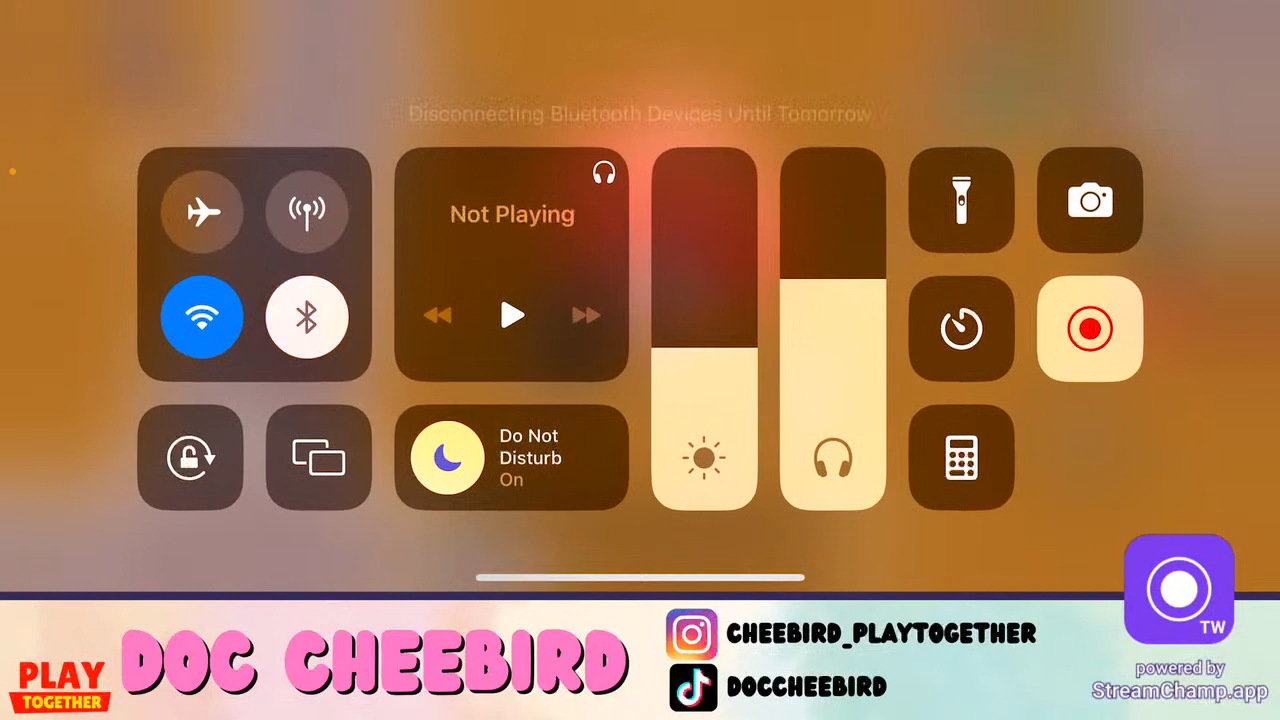 Disconnecting Bluetooth Devices Until Tomorrow
Not Playing
Do Not
Disturb
On
PLAY
TOGETHER
DOC CHEEBIRD
CHEEBIRD_PLAYTOGETHER
DOCCHEEBIRD
TW
powered by
StreamChamp.app